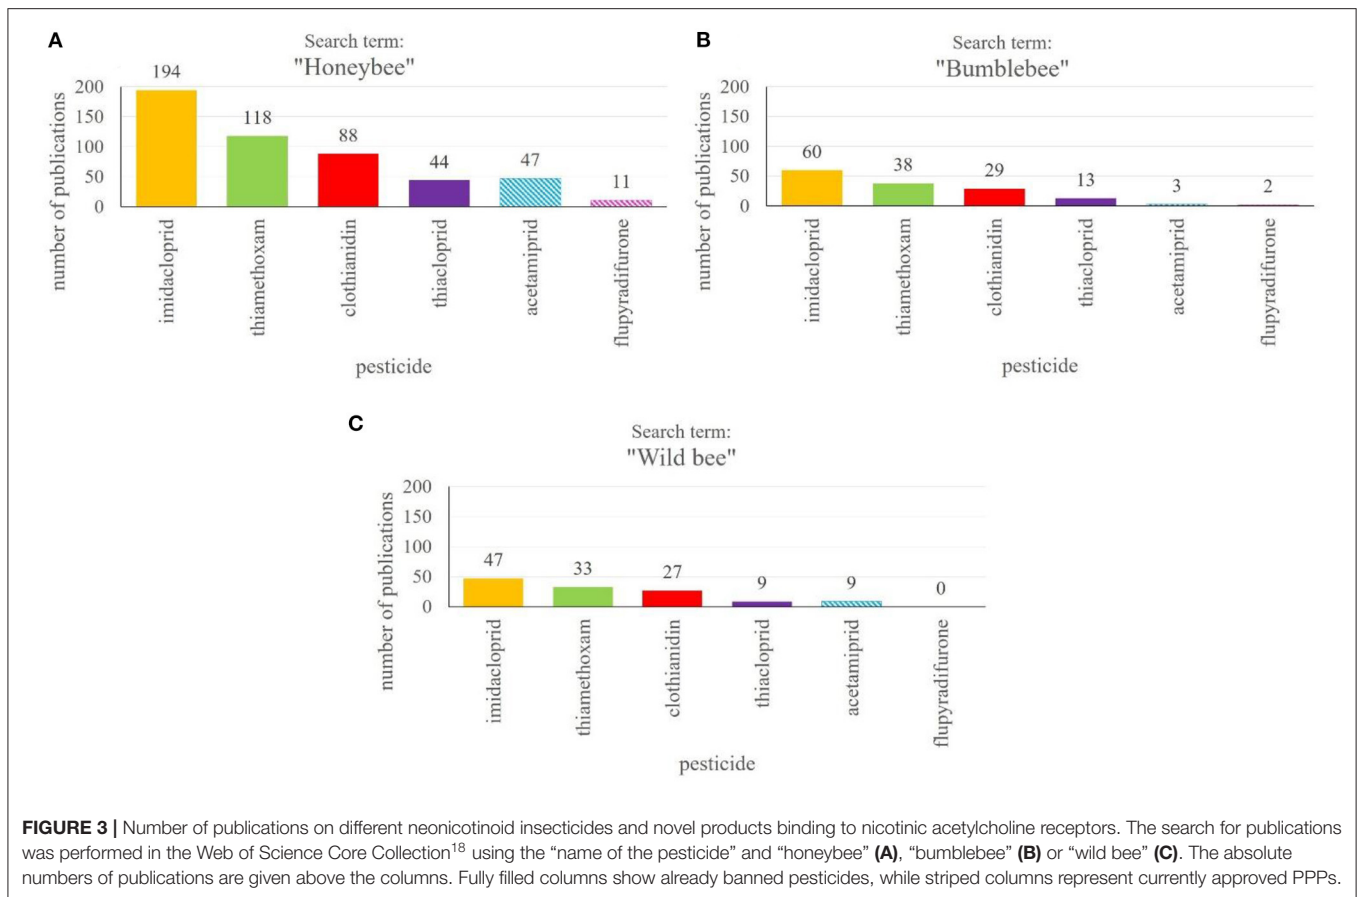 A
Search term:
"Honeybee"
number of publications
200
150
100
50
0
194
118
88
44
47
11
imidacloprid
thiamethoxam
clothianidin
thiacloprid
acetamiprid
flupyradifurone
pesticide
B
Search term:
"Bumblebee"
number of publications
200
150
100
50
0
60
38
29
13
3
2
imidacloprid
thiamethoxam
clothianidin
thiacloprid
acetamiprid
flupyradifurone
pesticide
C
Search term:
"Wild bee"
number of publications
200
150
100
50
0
47
33
27
9
9
0
imidacloprid
thiamethoxam
clothianidin
thiacloprid
acetamiprid
flupyradifurone
pesticide
FIGURE 3 | Number of publications on different neonicotinoid insecticides and novel products binding to nicotinic acetylcholine receptors. The search for publications
was performed in the Web of Science Core Collection¹⁸ using the “name of the pesticide” and “honeybee” (A), “bumblebee” (B) or “wild bee” (C). The absolute
numbers of publications are given above the columns. Fully filled columns show already banned pesticides, while striped columns represent currently approved PPPs.